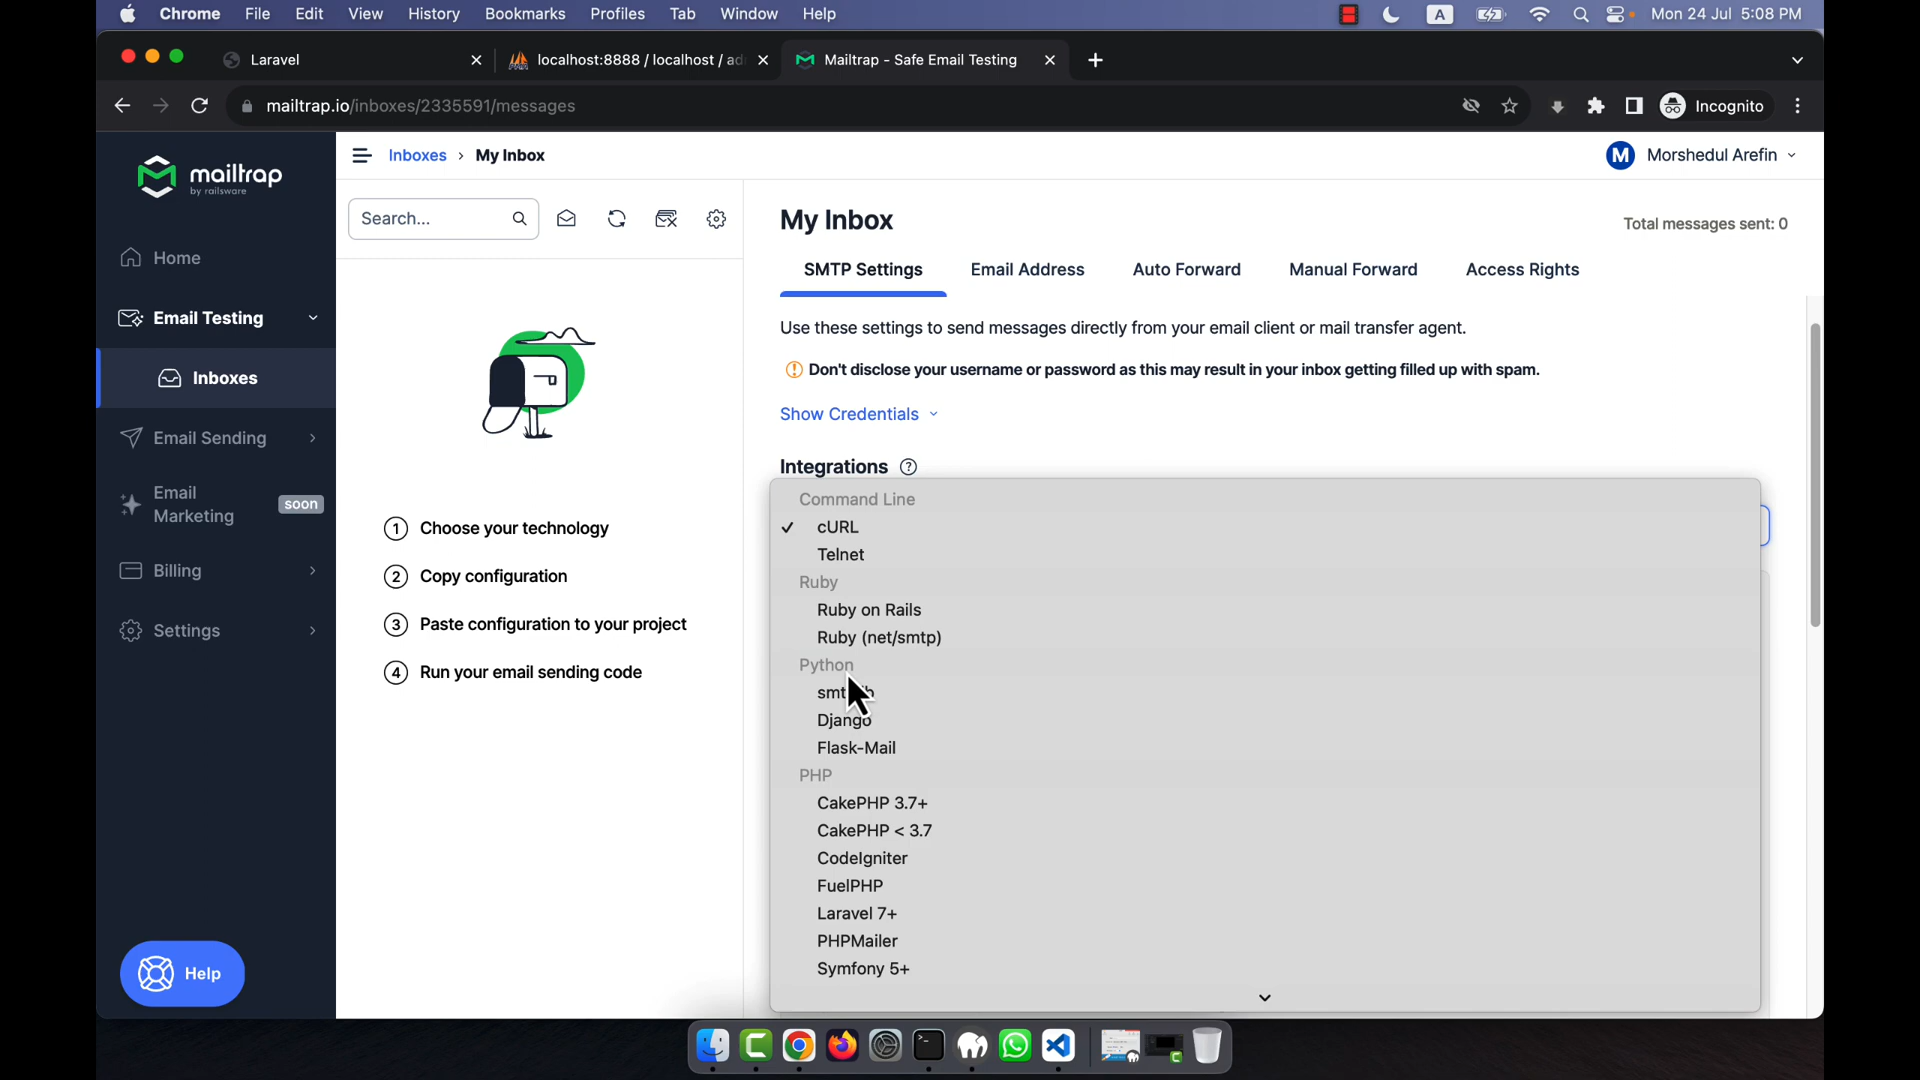 Chrome File Edit View History Bookmarks Profiles Tab Window Help A Mon 24 Jul 5:08 PM
Laravel localhost:8888 / localhost / ad Mailtrap - Safe Email Testing
mailtrap.io/inboxes/2335591/messages Incognito
mailtrap
by railsware
Inboxes › My Inbox
M Morshedul Arefin
Home
Email Testing
Inboxes
Email Sending
Email
Marketing
soon
Billing
Settings
Help
Search...
1 Choose your technology
2 Copy configuration
3 Paste configuration to your project
4 Run your email sending code
My Inbox
Total messages sent: 0
SMTP Settings Email Address Auto Forward Manual Forward Access Rights
Use these settings to send messages directly from your email client or mail transfer agent.
Don't disclose your username or password as this may result in your inbox getting filled up with spam.
Show Credentials
Integrations ?
Command Line
✓ cURL
Telnet
Ruby
Ruby on Rails
Ruby (net/smtp)
Python
Django
Flask-Mail
PHP
CakePHP 3.7+
CakePHP < 3.7
CodeIgniter
FuelPHP
Laravel 7+
PHPMailer
Symfony 5+